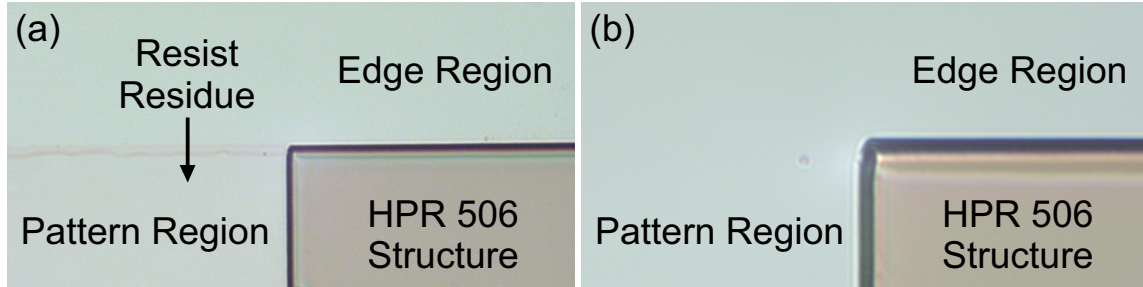 (a)
Resist
Residue
Edge Region
Pattern Region
HPR 506
Structure
(b)
Edge Region
Pattern Region
HPR 506
Structure